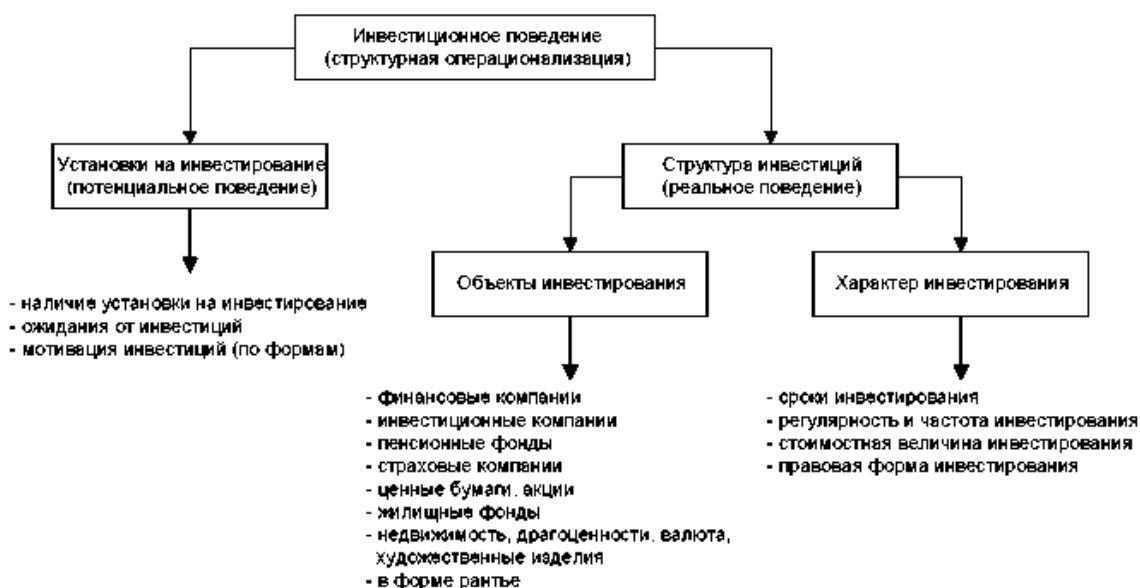 Инвестиционное поведение
(структурная операционализация)
Установки на инвестирование
(потенциальное поведение)
Структура инвестиций
(реальное поведение)
Объекты инвестирования
Характер инвестирования
- наличие установки на инвестирование
- ожидания от инвестиций
- мотивация инвестиций (по формам)
- финансовые компании
- инвестиционные компании
- пенсионные фонды
- страховые компании
- ценные бумаги, акции
- жилищные фонды
- недвижимость, драгоценности, валюта,
художественные изделия
- в форме рантье
- сроки инвестирования
- регулярность и частота инвестирования
- стоимостная величина инвестирования
- правовая форма инвестирования